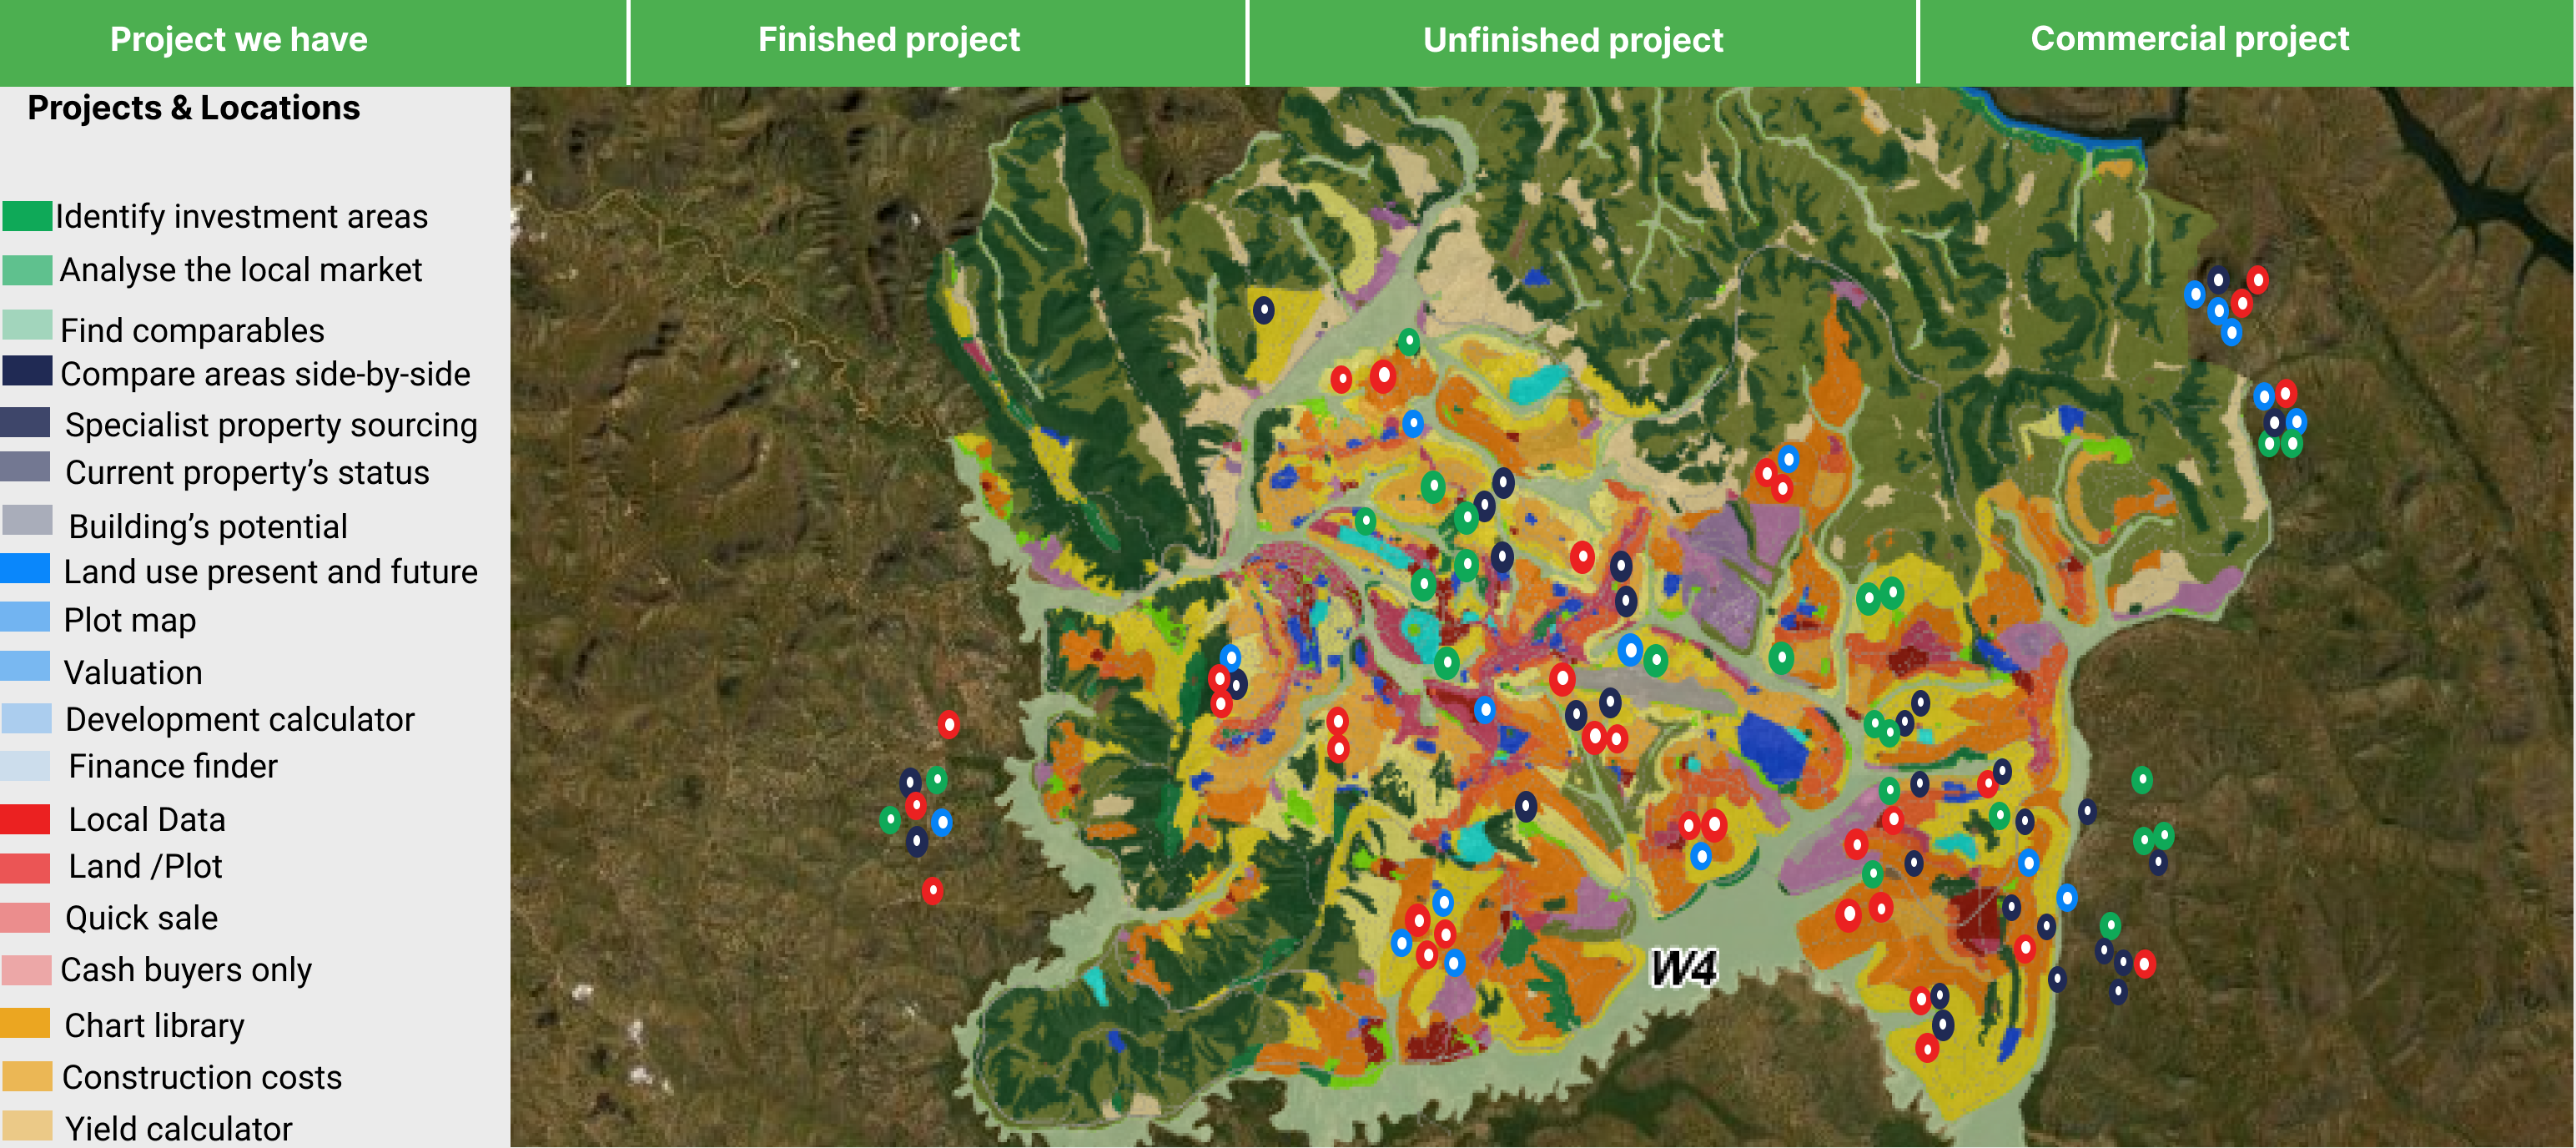 Project we have
Finished project
Unfinished project
Commercial project
Projects & Locations
Identify investment areas
Analyse the local market
Find comparables
Compare areas side-by-side
Specialist property sourcing
Current property's status
Building's potential
Land use present and future
Plot map
Valuation
Development calculator
Finance finder
Local Data
Land /Plot
Quick sale
Cash buyers only
Chart library
Construction costs
Yield calculator
W4